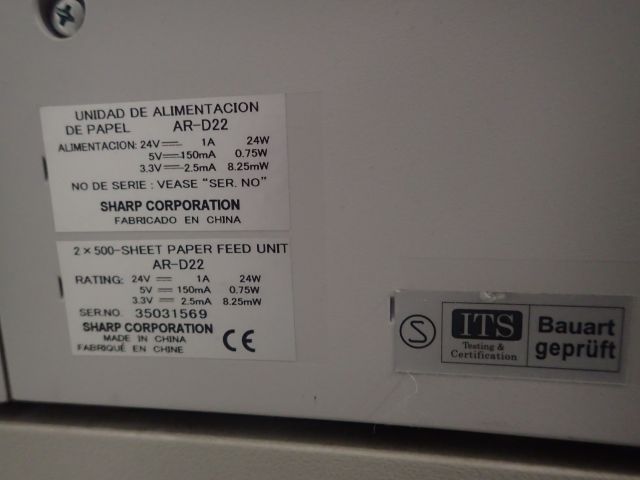 UNIDAD DE ALIMENTACION
DE PAPEL AR-D22
ALIMENTACION: 24V 1A 24W
5V 150mA 0.75W
3.3V 2.5mA 8.25mW
NO DE SERIE : VEASE "SER. NO"
SHARP CORPORATION
FABRICADO EN CHINA
2×500-SHEET PAPER FEED UNIT
AR-D22
RATING: 24V 1A 24W
5V 150mA 0.75W
3.3V 2.5mA 8.25mW
SER.NO. 35031569
SHARP CORPORATION
MADE IN CHINA
FABRIQUÉ EN CHINE
CE
S
ITS
Testing &
Certification
Bauart
geprüft